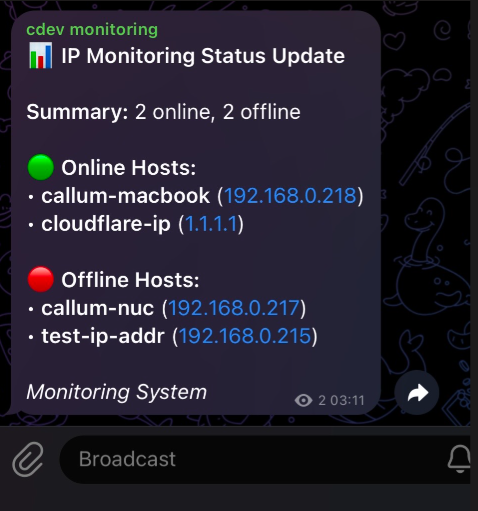 cdev monitoring
📊 IP Monitoring Status Update
Summary: 2 online, 2 offline
🟢 Online Hosts:
• callum-macbook (192.168.0.218)
• cloudflare-ip (1.1.1.1)
🔴 Offline Hosts:
• callum-nuc (192.168.0.217)
• test-ip-addr (192.168.0.215)
Monitoring System
2 03:11
Broadcast